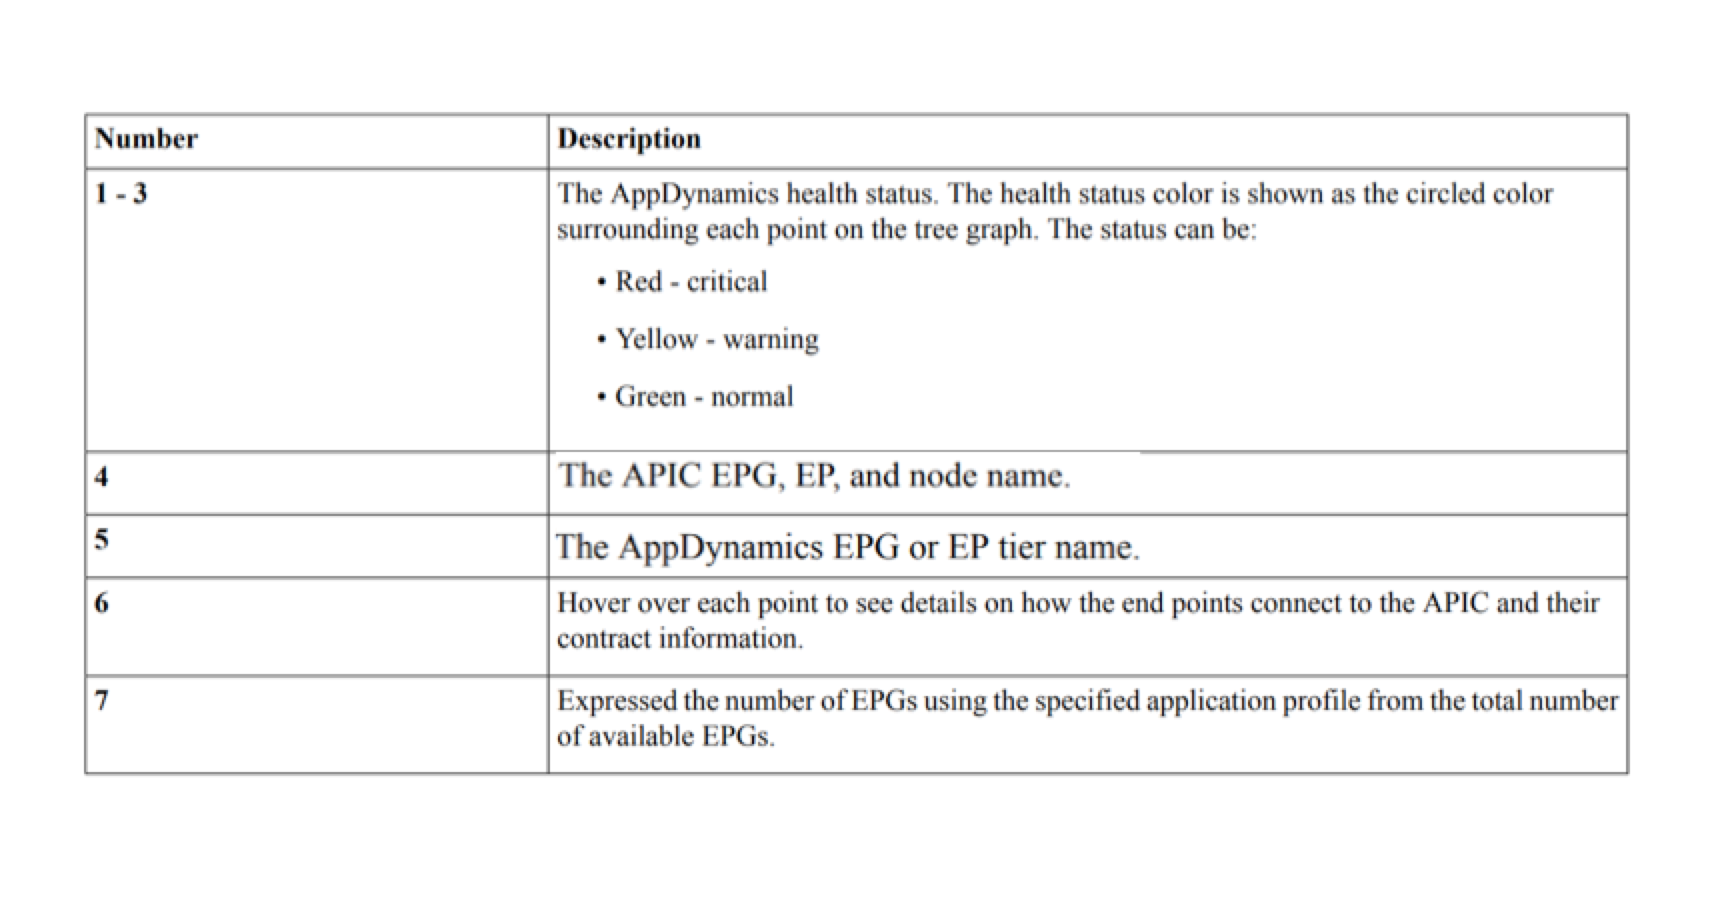 Number Description
1 - 3 The AppDynamics health status. The health status color is shown as the circled color
surrounding each point on the tree graph. The status can be:
• Red - critical
• Yellow - warning
• Green - normal
4 The APIC EPG, EP, and node name.
5 The AppDynamics EPG or EP tier name.
6 Hover over each point to see details on how the end points connect to the APIC and their
contract information.
7 Expressed the number of EPGs using the specified application profile from the total number
of available EPGs.